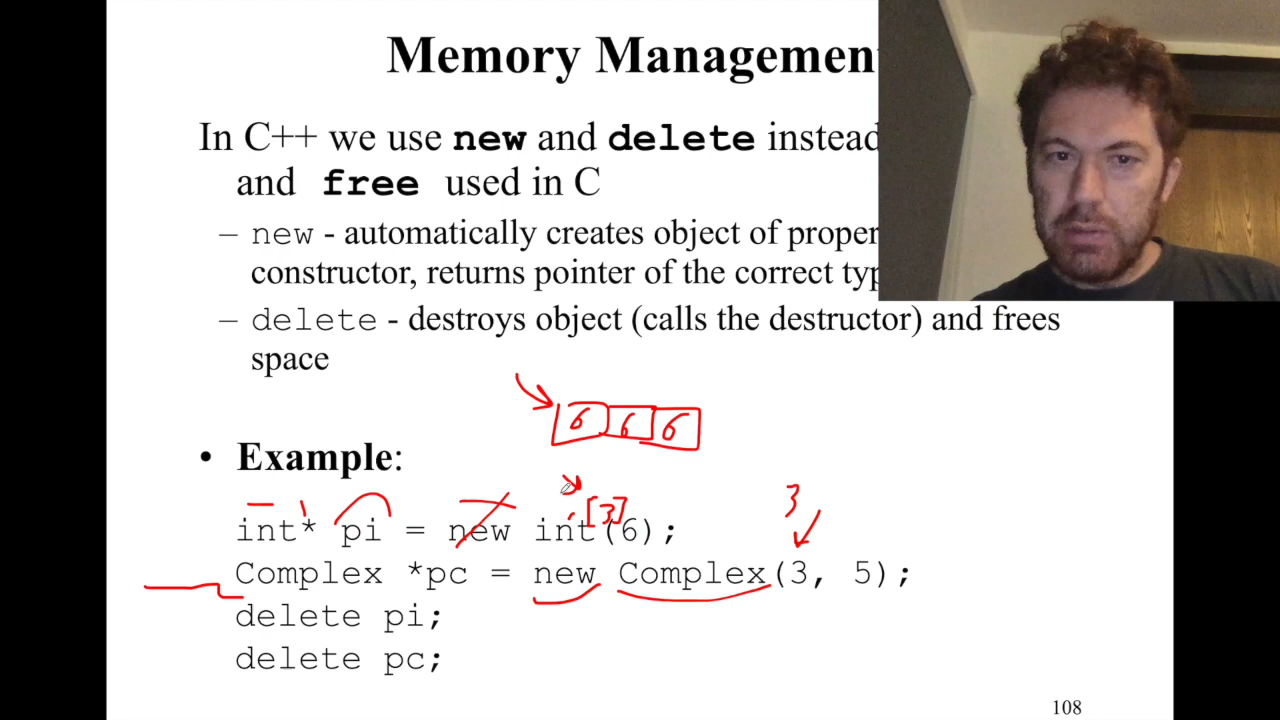 Memory Managemen
In C++ we use new and delete instead
and free used in C
– new - automatically creates object of proper
constructor, returns pointer of the correct typ
– delete - destroys object (calls the destructor) and frees
space
6 6 6
• Example:
[3] 3
int* pi = new int(6);
Complex *pc = new Complex(3, 5);
delete pi;
delete pc;
108